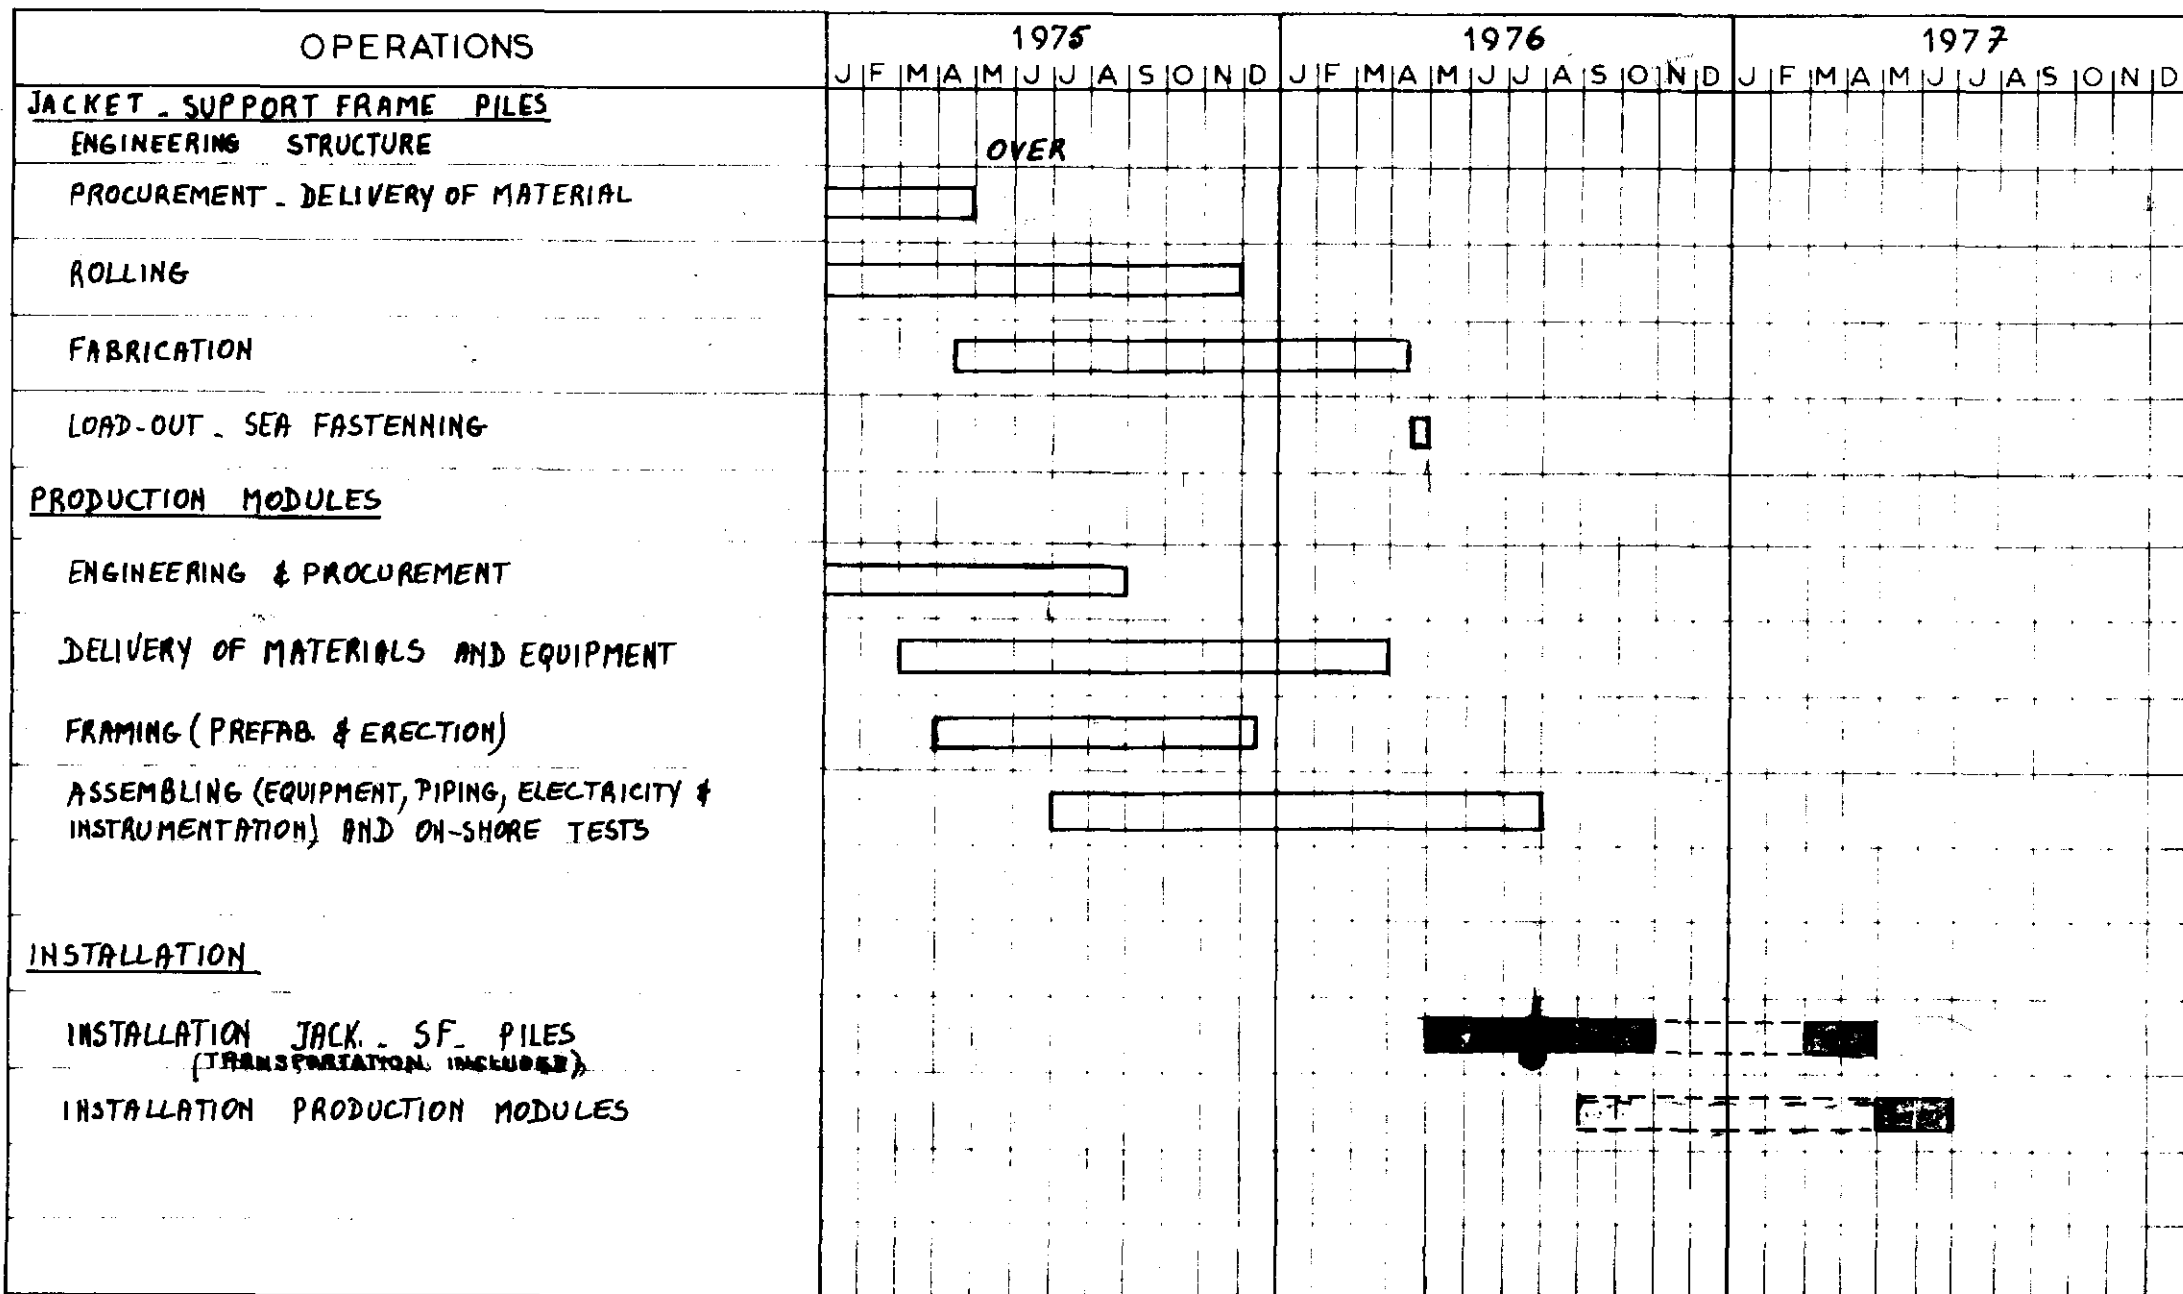 OPERATIONS
1975 1976 1977
J F M A M J J A S O N D J F M A M J J A S O N D J F M A M J J A S O N D
JACKET - SUPPORT FRAME PILES
ENGINEERING STRUCTURE
OVER
PROCUREMENT - DELIVERY OF MATERIAL
ROLLING
FABRICATION
LOAD-OUT - SEA FASTENNING
PRODUCTION MODULES
ENGINEERING & PROCUREMENT
DELIVERY OF MATERIALS AND EQUIPMENT
FRAMING (PREFAB. & ERECTION)
ASSEMBLING (EQUIPMENT, PIPING, ELECTRICITY &
INSTRUMENTATION) AND ON-SHORE TESTS
INSTALLATION
INSTALLATION JACK. - SF - PILES
(TRANSPORTATION INCLUDED)
INSTALLATION PRODUCTION MODULES